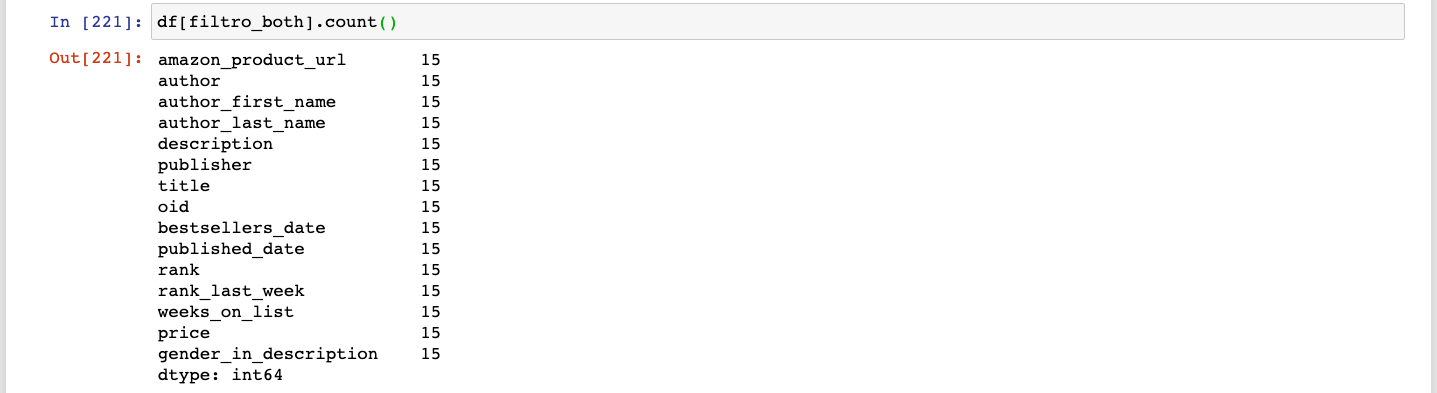 In [221]: df[filtro_both].count()
Out[221]: amazon_product_url 15
author 15
author_first_name 15
author_last_name 15
description 15
publisher 15
title 15
oid 15
bestsellers_date 15
published_date 15
rank 15
rank_last_week 15
weeks_on_list 15
price 15
gender_in_description 15
dtype: int64